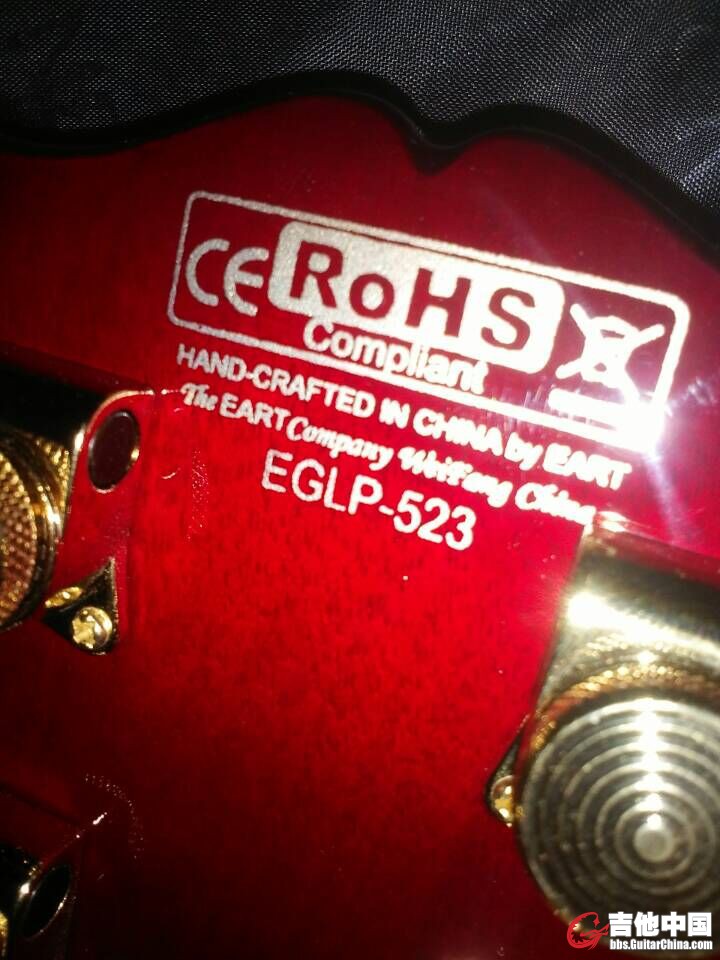 CE RoHS
Compliant
HAND-CRAFTED IN CHINA by EART
The EART Company WeiFang China
EGLP-523
吉他中国
bbs.GuitarChina.com